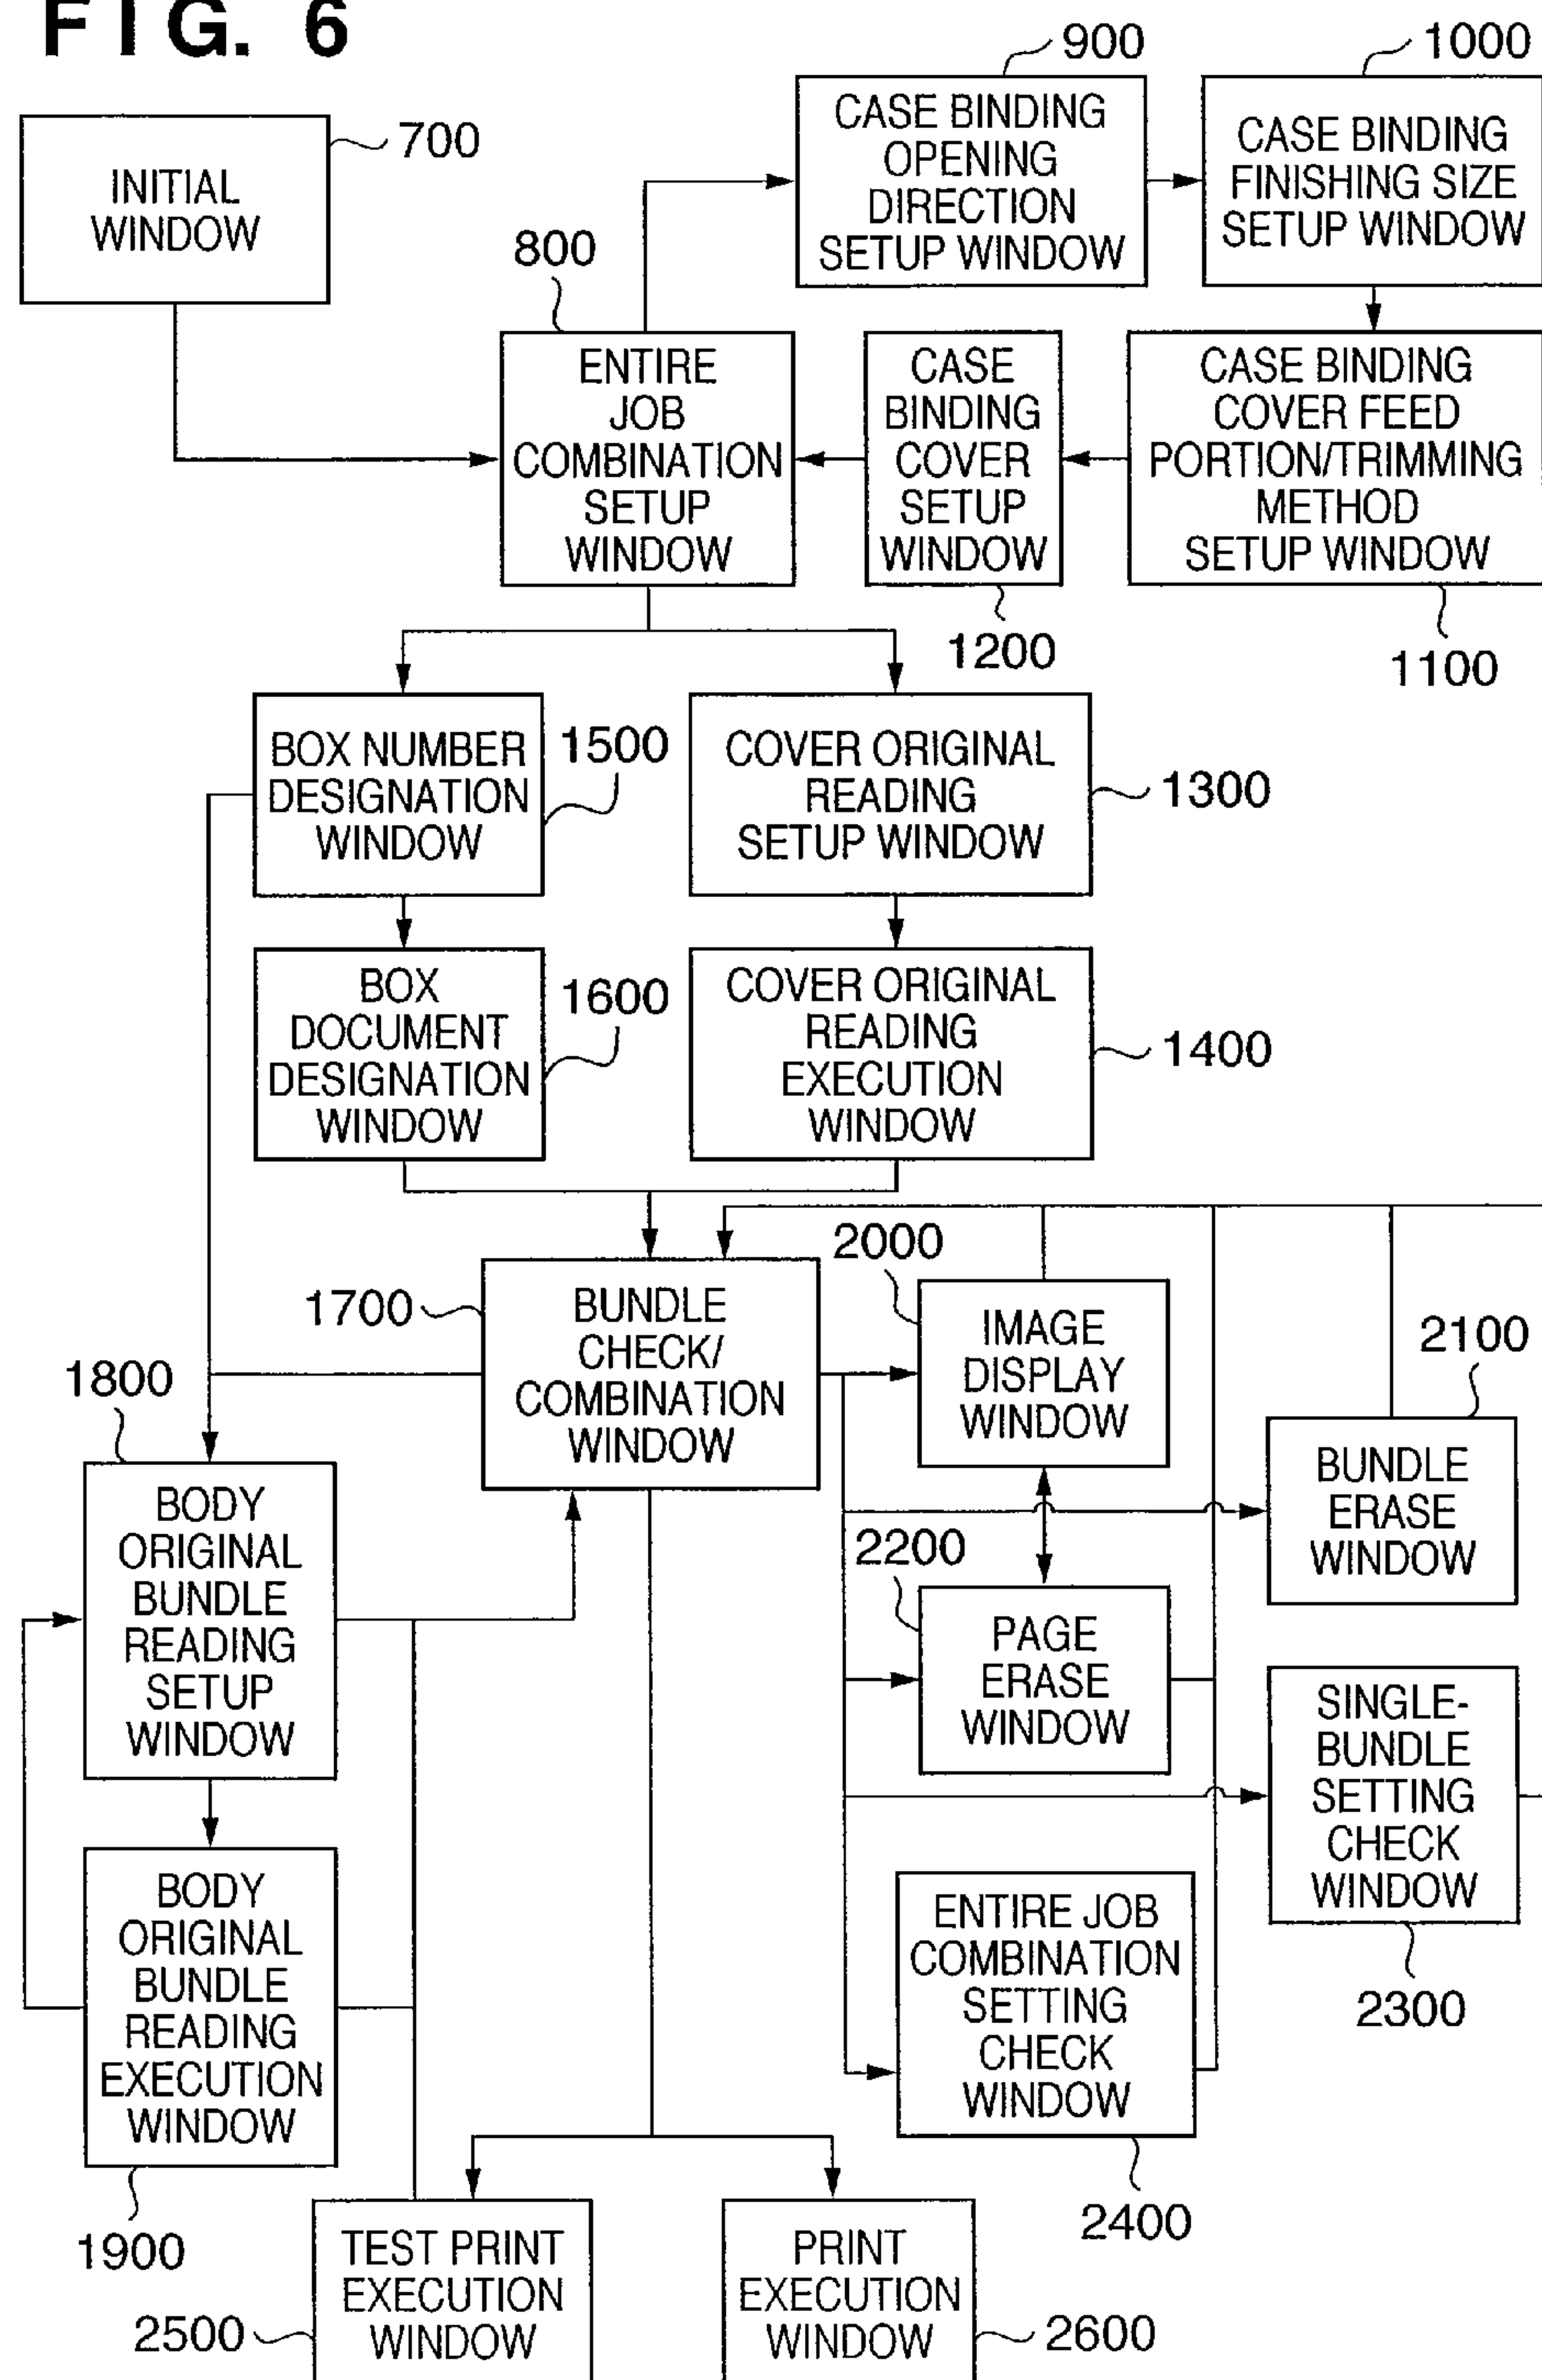 FIG. 6
900
CASE BINDING
OPENING
DIRECTION
SETUP WINDOW
1000
CASE BINDING
FINISHING SIZE
SETUP WINDOW
700
INITIAL
WINDOW
800
ENTIRE
JOB
COMBINATION
SETUP
WINDOW
CASE
BINDING
COVER
SETUP
WINDOW
1200
CASE BINDING
COVER FEED
PORTION/TRIMMING
METHOD
SETUP WINDOW
1100
BOX NUMBER
DESIGNATION
WINDOW
1500
COVER ORIGINAL
READING
SETUP WINDOW
1300
BOX
DOCUMENT
DESIGNATION
WINDOW
1600
COVER ORIGINAL
READING
EXECUTION
WINDOW
1400
1700
BUNDLE
CHECK/
COMBINATION
WINDOW
2000
IMAGE
DISPLAY
WINDOW
2100
BUNDLE
ERASE
WINDOW
1800
BODY
ORIGINAL
BUNDLE
READING
SETUP
WINDOW
2200
PAGE
ERASE
WINDOW
SINGLE-
BUNDLE
SETTING
CHECK
WINDOW
2300
BODY
ORIGINAL
BUNDLE
READING
EXECUTION
WINDOW
1900
ENTIRE JOB
COMBINATION
SETTING
CHECK
WINDOW
2400
TEST PRINT
EXECUTION
WINDOW
2500
PRINT
EXECUTION
WINDOW
2600